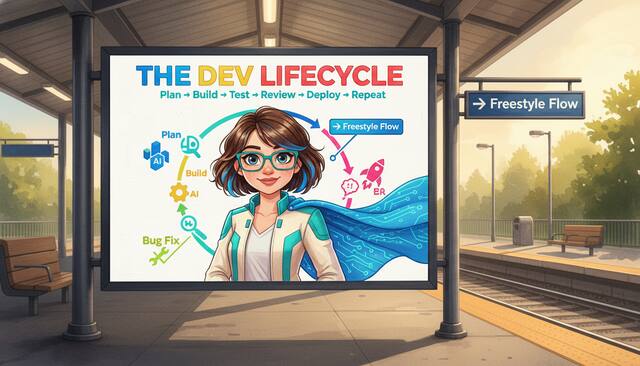 THE DEV LIFECYCLE
Plan → Build → Test → Review → Deploy → Repeat
→ Freestyle Flow
Plan
→ Freestyle Flow
AI
Build
AI
ER
Bug Fix